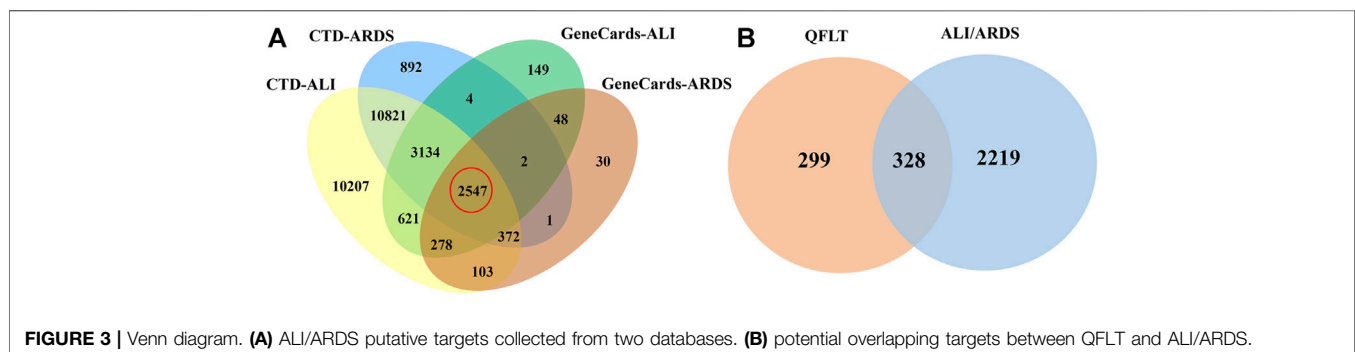 A
CTD-ARDS
GeneCards-ALI
CTD-ALI
GeneCards-ARDS
892
149
4
10821
48
3134
2
30
10207
2547
621
1
278
372
103
B
QFLT
ALI/ARDS
299
328
2219
FIGURE 3 | Venn diagram. (A) ALI/ARDS putative targets collected from two databases. (B) potential overlapping targets between QFLT and ALI/ARDS.